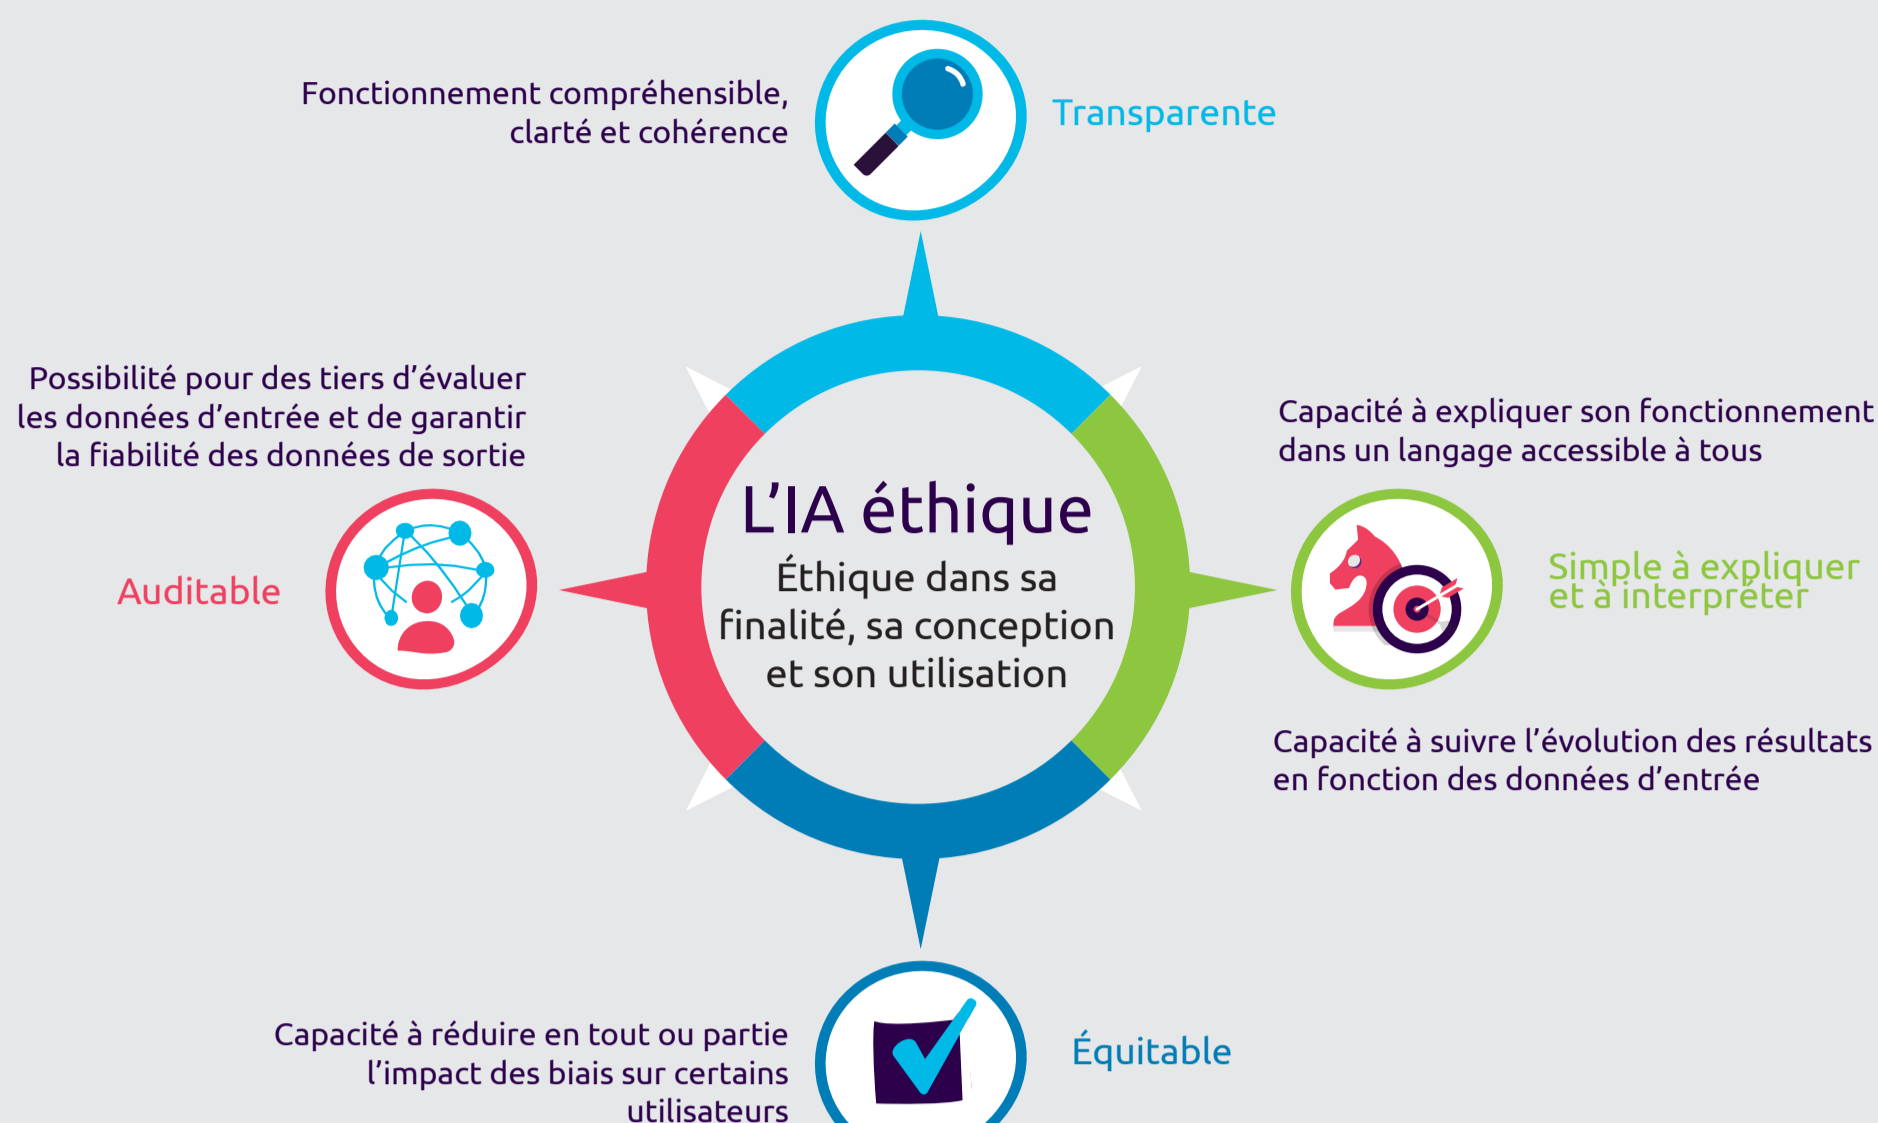 Fonctionnement compréhensible,
clarté et cohérence
Transparente
Possibilité pour des tiers d’évaluer
les données d’entrée et de garantir
la fiabilité des données de sortie
Auditable
L’IA éthique
Éthique dans sa
finalité, sa conception
et son utilisation
Capacité à expliquer son fonctionnement
dans un langage accessible à tous
Simple à expliquer
et à interpréter
Capacité à suivre l’évolution des résultats
en fonction des données d’entrée
Capacité à réduire en tout ou partie
l’impact des biais sur certains
utilisateurs
Équitable